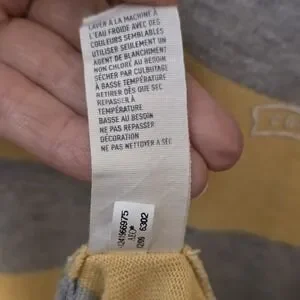 LAVER À LA MACHINE À
L'EAU FROIDE AVEC DES
COULEURS SEMBLABLES
UTILISER SEULEMENT UN
AGENT DE BLANCHIMENT
NON CHLORÉ AU BESOIN
SÉCHER PAR CULBUTAGE
À BASSE TEMPÉRATURE
RETIRER DÈS QUE SEC
REPASSER À
TEMPÉRATURE
BASSE AU BESOIN
NE PAS REPASSER
DÉCORATION
NE PAS NETTOYER À SEC
6302
AEO®